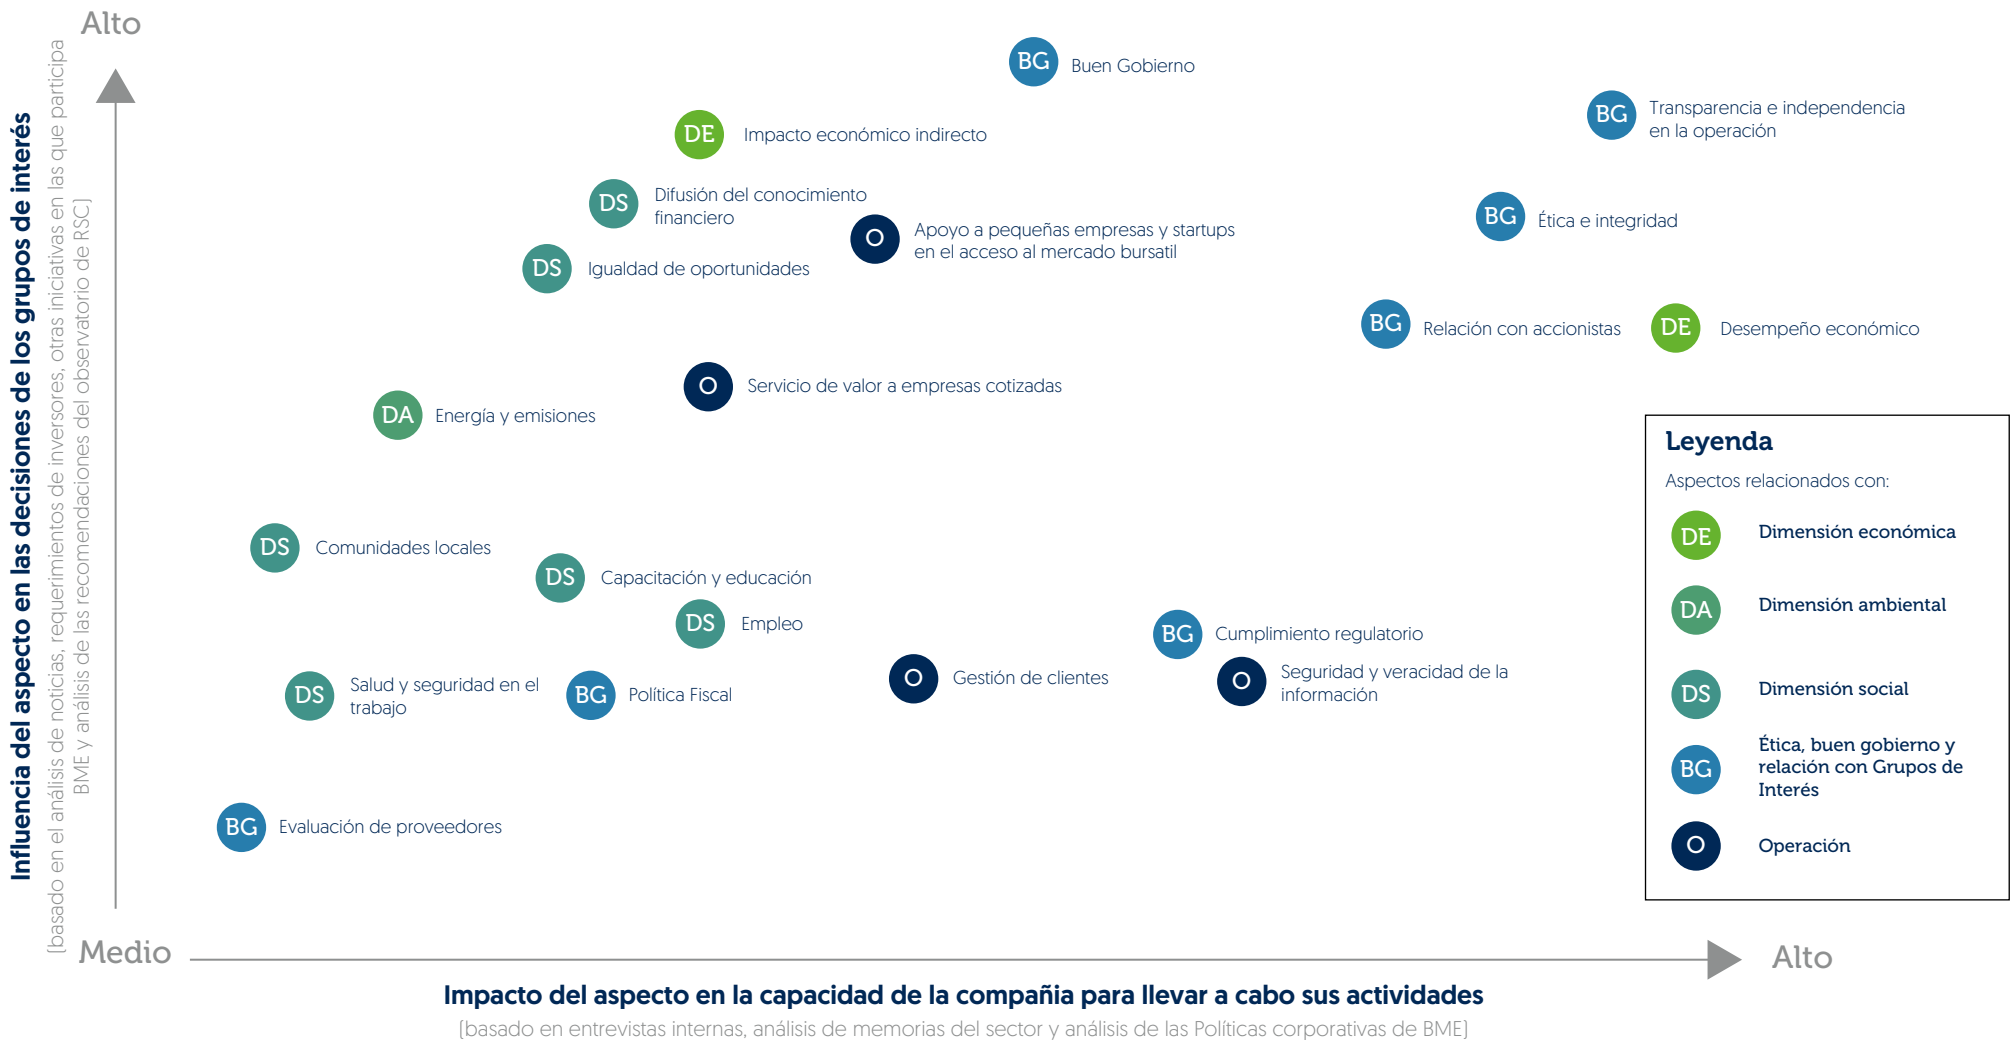 Alto
Influencia del aspecto en las decisiones de los grupos de interés
(basado en el análisis de noticias, requerimientos de inversores, otras iniciativas en las que participa
BME y análisis de las recomendaciones del observatorio de RSC)
BG Buen Gobierno
BG Transparencia e independencia
en la operación
DE Impacto económico indirecto
DS Difusión del conocimiento
financiero
BG Ética e integridad
O Apoyo a pequeñas empresas y startups
en el acceso al mercado bursatil
DS Igualdad de oportunidades
BG Relación con accionistas
DE Desempeño económico
O Servicio de valor a empresas cotizadas
DA Energía y emisiones
DS Comunidades locales
DS Capacitación y educación
DS Empleo
BG Cumplimiento regulatorio
O Gestión de clientes
O Seguridad y veracidad de la
información
DS Salud y seguridad en el
trabajo
BG Política Fiscal
BG Evaluación de proveedores
Leyenda
Aspectos relacionados con:
DE Dimensión económica
DA Dimensión ambiental
DS Dimensión social
BG Ética, buen gobierno y
relación con Grupos de
Interés
O Operación
Medio
Alto
Impacto del aspecto en la capacidad de la compañia para llevar a cabo sus actividades
(basado en entrevistas internas, análisis de memorias del sector y análisis de las Políticas corporativas de BME)